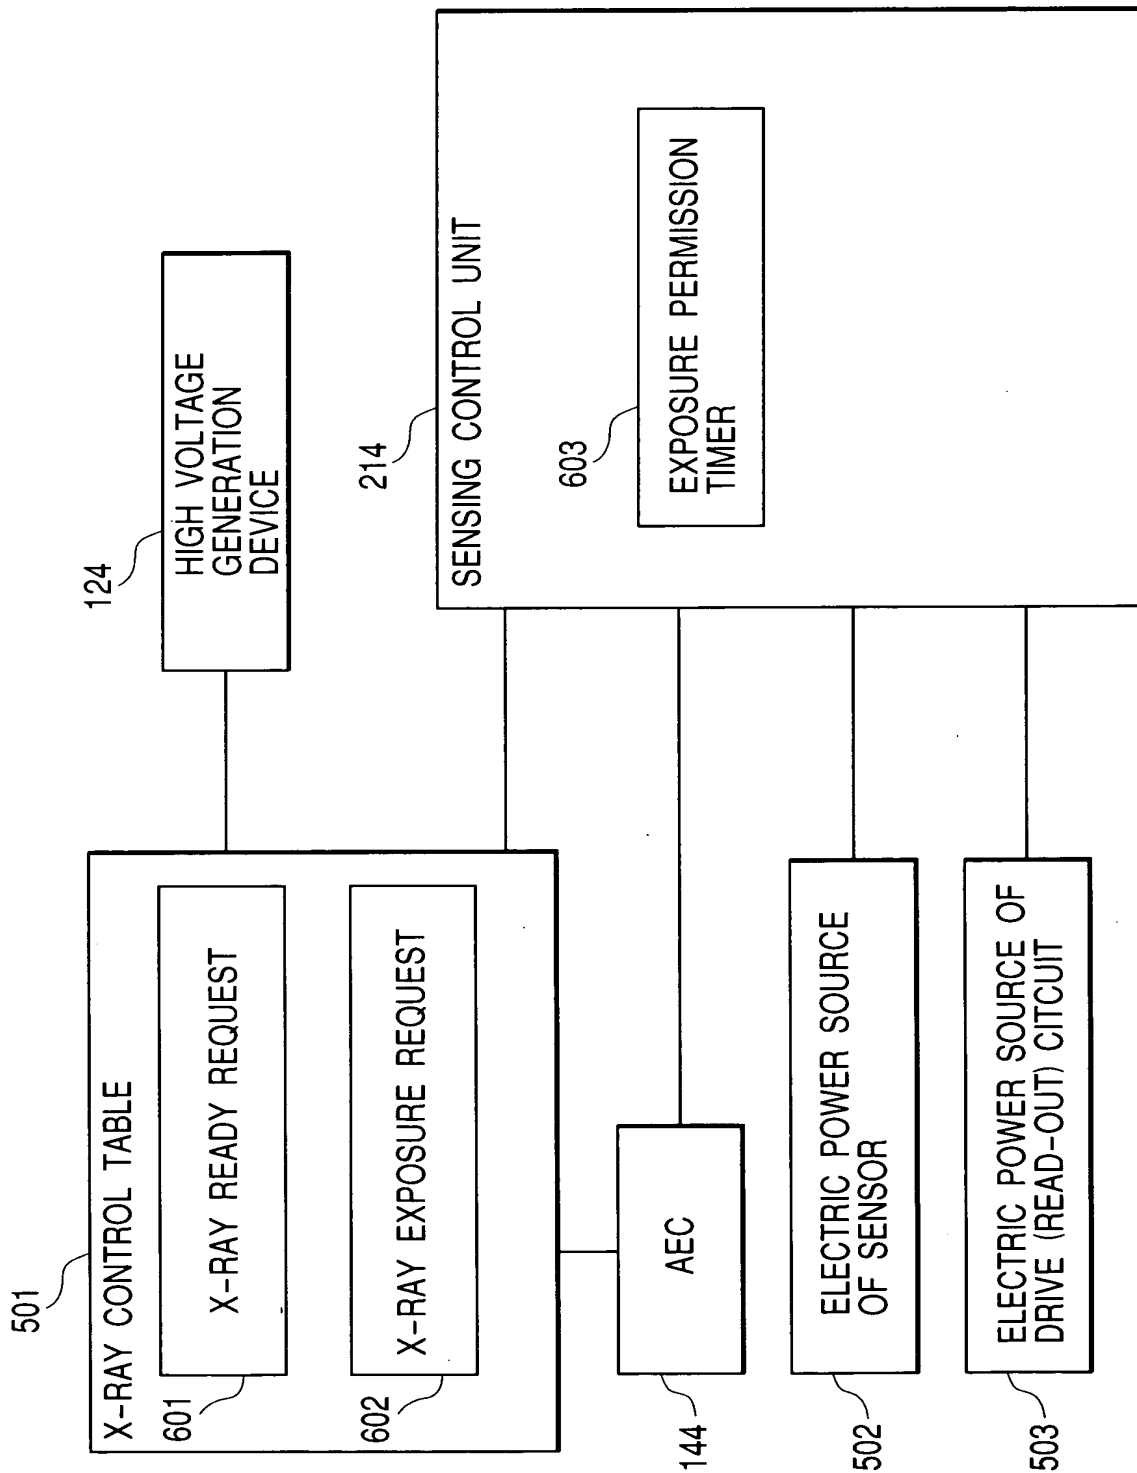 501
X-RAY CONTROL TABLE
601
X-RAY READY REQUEST
602
X-RAY EXPOSURE REQUEST
124
HIGH VOLTAGE
GENERATION
DEVICE
214
SENSING CONTROL UNIT
603
EXPOSURE PERMISSION
TIMER
144
AEC
502
ELECTRIC POWER SOURCE
OF SENSOR
503
ELECTRIC POWER SOURCE OF
DRIVE (READ-OUT) CITCUIT